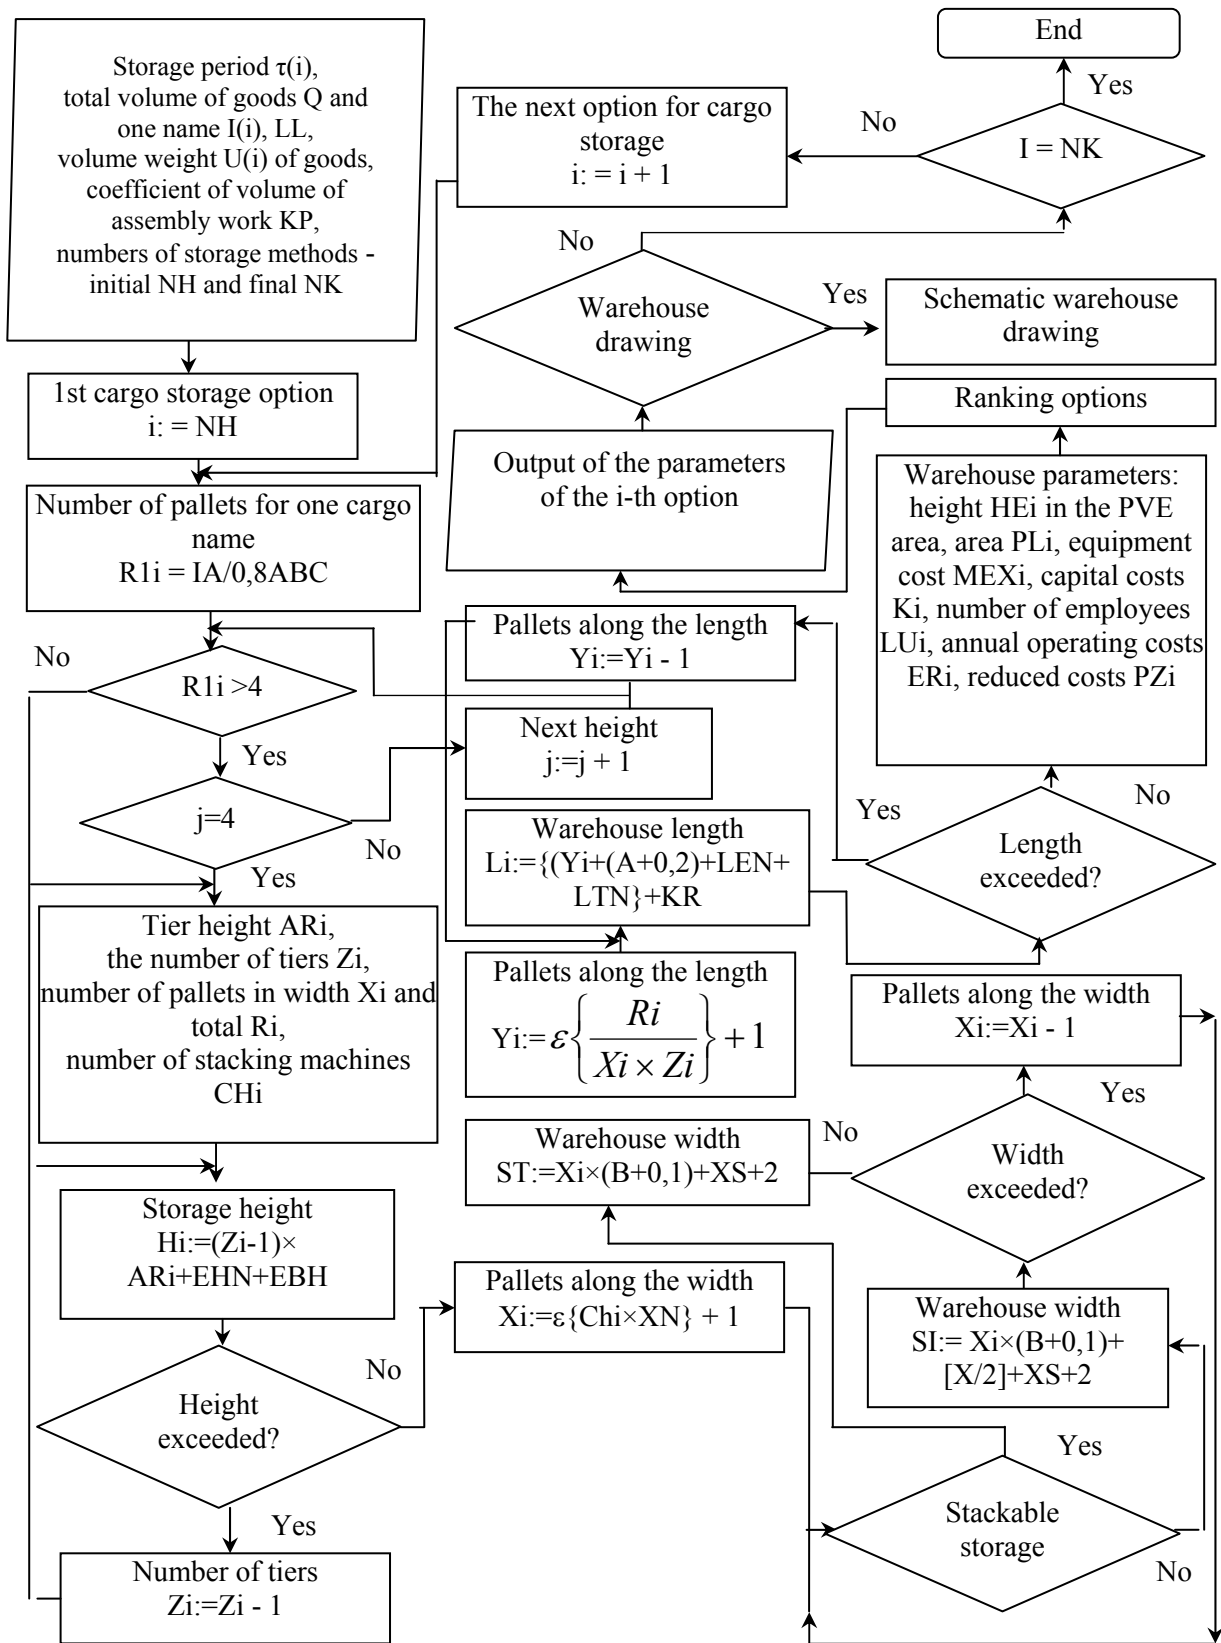 Storage period τ(i),
total volume of goods Q and
one name I(i), LL,
volume weight U(i) of goods,
coefficient of volume of
assembly work KP,
numbers of storage methods -
initial NH and final NK
1st cargo storage option
i: = NH
Number of pallets for one cargo
name
R1i = IA/0,8ABC
No
R1i >4
Yes
j=4
No
Yes
Tier height ARi,
the number of tiers Zi,
number of pallets in width Xi and
total Ri,
number of stacking machines
CHi
Storage height
Hi:=(Zi-1)×
ARi+EHN+EBH
No
Height
exceeded?
Yes
Number of tiers
Zi:=Zi - 1
End
Yes
No
I = NK
The next option for cargo
storage
i: = i + 1
No
Warehouse
drawing
Yes
Schematic warehouse
drawing
Ranking options
Output of the parameters
of the i-th option
Warehouse parameters:
height HEi in the PVE
area, area PLi, equipment
cost MEXi, capital costs
Ki, number of employees
LUi, annual operating costs
ERi, reduced costs PZi
Pallets along the length
Yi:=Yi - 1
Next height
j:=j + 1
Yes
No
Length
exceeded?
Warehouse length
Li:={(Yi+(A+0,2)+LEN+
LTN}+KR
Pallets along the length
Yi:= ε{Ri / Xi × Zi} + 1
Pallets along the width
Xi:=Xi - 1
Yes
No
Width
exceeded?
Warehouse width
ST:=Xi×(B+0,1)+XS+2
Pallets along the width
Xi:=ε{Chi×XN} + 1
Warehouse width
SI:= Xi×(B+0,1)+
[X/2]+XS+2
Yes
Stackable
storage
No